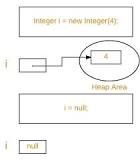 Integer i = new Integer(4);
i
4
Heap Area
i = null;
i
null